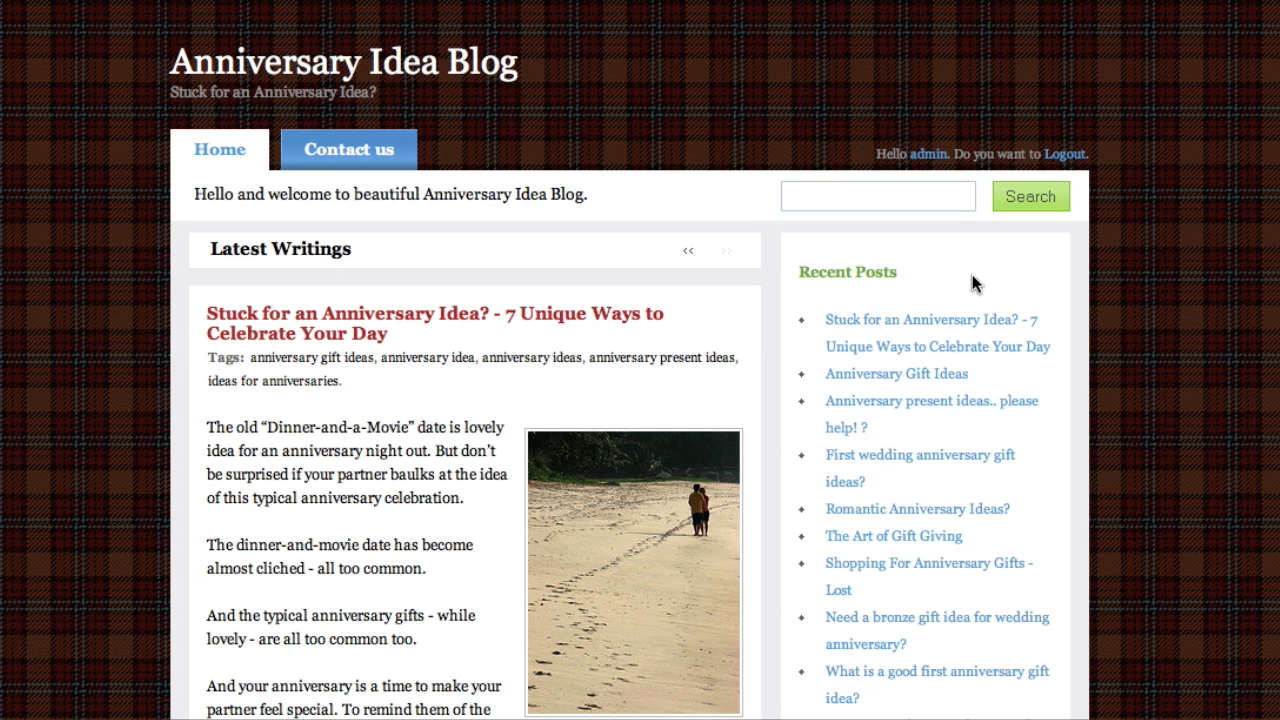 Anniversary Idea Blog
Stuck for an Anniversary Idea?
Home
Contact us
Hello admin. Do you want to Logout.
Hello and welcome to beautiful Anniversary Idea Blog.
Search
Latest Writings
<<
>>
Stuck for an Anniversary Idea? - 7 Unique Ways to
Celebrate Your Day
Tags: anniversary gift ideas, anniversary idea, anniversary ideas, anniversary present ideas,
ideas for anniversaries.
The old “Dinner-and-a-Movie” date is lovely
idea for an anniversary night out. But don't
be surprised if your partner baulks at the idea
of this typical anniversary celebration.
The dinner-and-movie date has become
almost cliched - all too common.
And the typical anniversary gifts - while
lovely - are all too common too.
And your anniversary is a time to make your
partner feel special. To remind them of the
Recent Posts
Stuck for an Anniversary Idea? - 7
Unique Ways to Celebrate Your Day
Anniversary Gift Ideas
Anniversary present ideas.. please
help! ?
First wedding anniversary gift
ideas?
Romantic Anniversary Ideas?
The Art of Gift Giving
Shopping For Anniversary Gifts -
Lost
Need a bronze gift idea for wedding
anniversary?
What is a good first anniversary gift
idea?